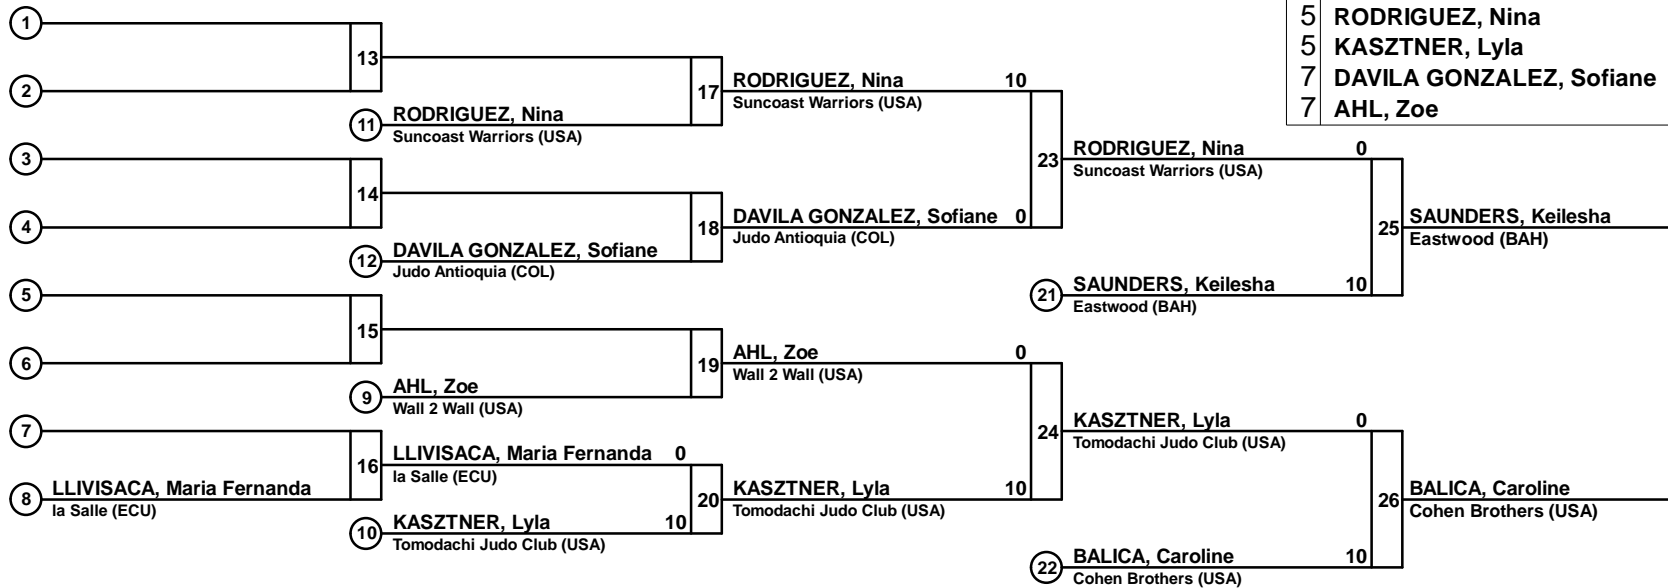 5 RODRIGUEZ, Nina
5 KASZTNER, Lyla
7 DAVILA GONZALEZ, Sofiane
7 AHL, Zoe
1
13
2
17
RODRIGUEZ, Nina 10
Suncoast Warriors (USA)
11 RODRIGUEZ, Nina
Suncoast Warriors (USA)
3
23
RODRIGUEZ, Nina 0
Suncoast Warriors (USA)
14
4
18
DAVILA GONZALEZ, Sofiane 0
Judo Antioquia (COL)
25
SAUNDERS, Keilesha
Eastwood (BAH)
12 DAVILA GONZALEZ, Sofiane
Judo Antioquia (COL)
5
21 SAUNDERS, Keilesha 10
Eastwood (BAH)
15
6
19
AHL, Zoe 0
Wall 2 Wall (USA)
9 AHL, Zoe
Wall 2 Wall (USA)
7
24
KASZTNER, Lyla 0
Tomodachi Judo Club (USA)
16
LLIVISACA, Maria Fernanda 0
la Salle (ECU)
8 LLIVISACA, Maria Fernanda
la Salle (ECU)
20
KASZTNER, Lyla 10
Tomodachi Judo Club (USA)
26
BALICA, Caroline
Cohen Brothers (USA)
10 KASZTNER, Lyla 10
Tomodachi Judo Club (USA)
22 BALICA, Caroline 10
Cohen Brothers (USA)